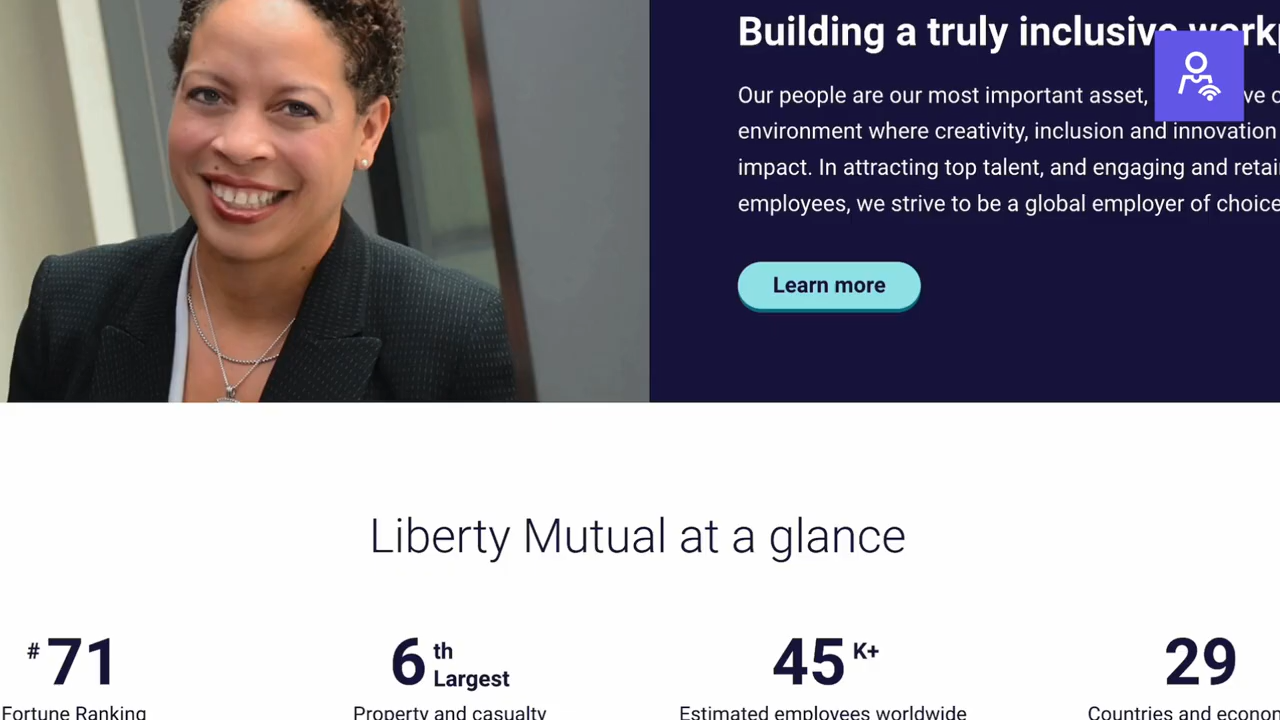 Building a truly inclusive
Our people are our most important asset,
environment where creativity, inclusion and innovation
impact. In attracting top talent, and engaging and
employees, we strive to be a global employer of choice
Learn more
Liberty Mutual at a glance
#71
6th Largest
45K+
29
Fortune Ranking
Property and casualty
Estimated employees worldwide
Countries and